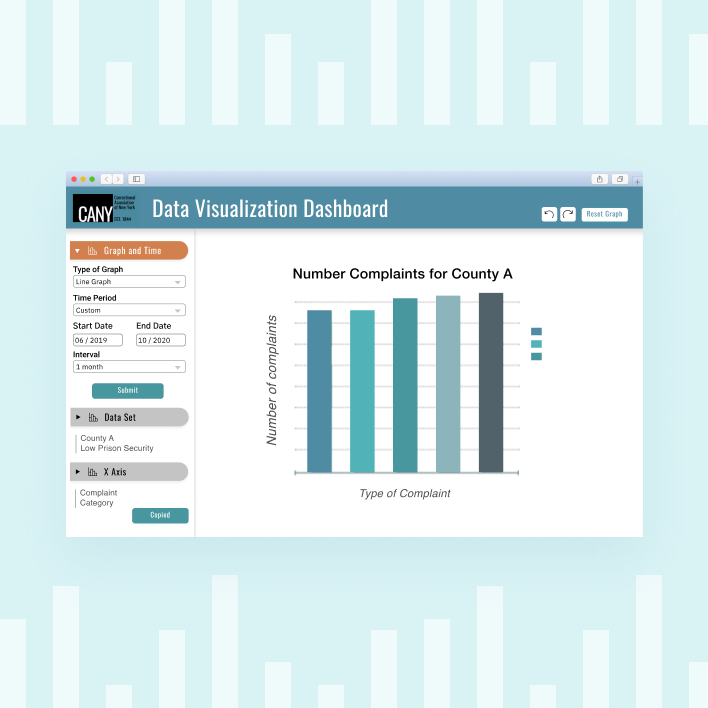 CANY
Correctional
Association
of New York
EST. 1844
Data Visualization Dashboard
Reset Graph
Graph and Time
Type of Graph
Line Graph
Time Period
Custom
Start Date End Date
06 / 2019 10 / 2020
Interval
1 month
Submit
Data Set
County A
Low Prison Security
X Axis
Complaint
Category
Copied
Number Complaints for County A
Number of complaints
Type of Complaint